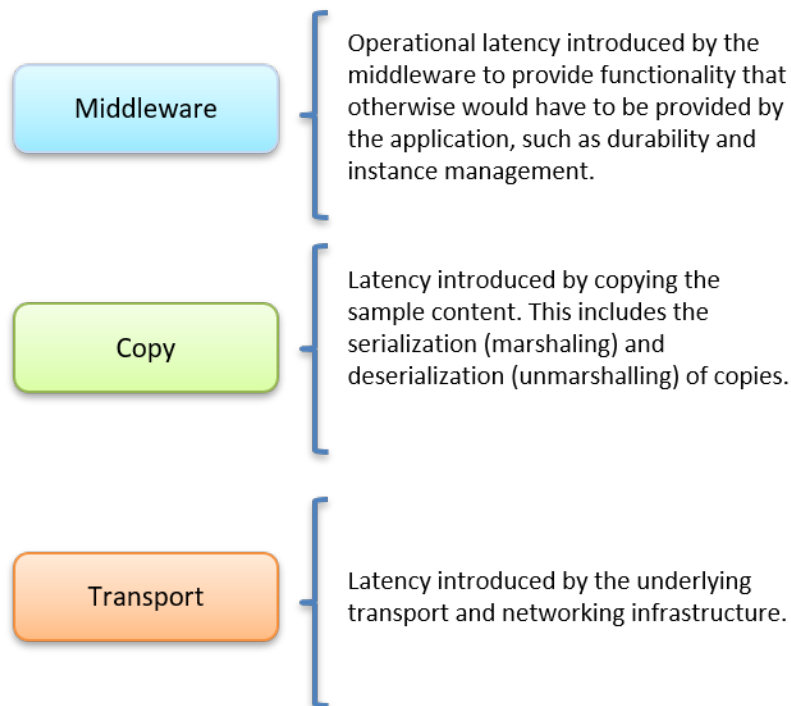 Middleware
Operational latency introduced by the
middleware to provide functionality that
otherwise would have to be provided by
the application, such as durability and
instance management.
Copy
Latency introduced by copying the
sample content. This includes the
serialization (marshaling) and
deserialization (unmarshalling) of copies.
Transport
Latency introduced by the underlying
transport and networking infrastructure.